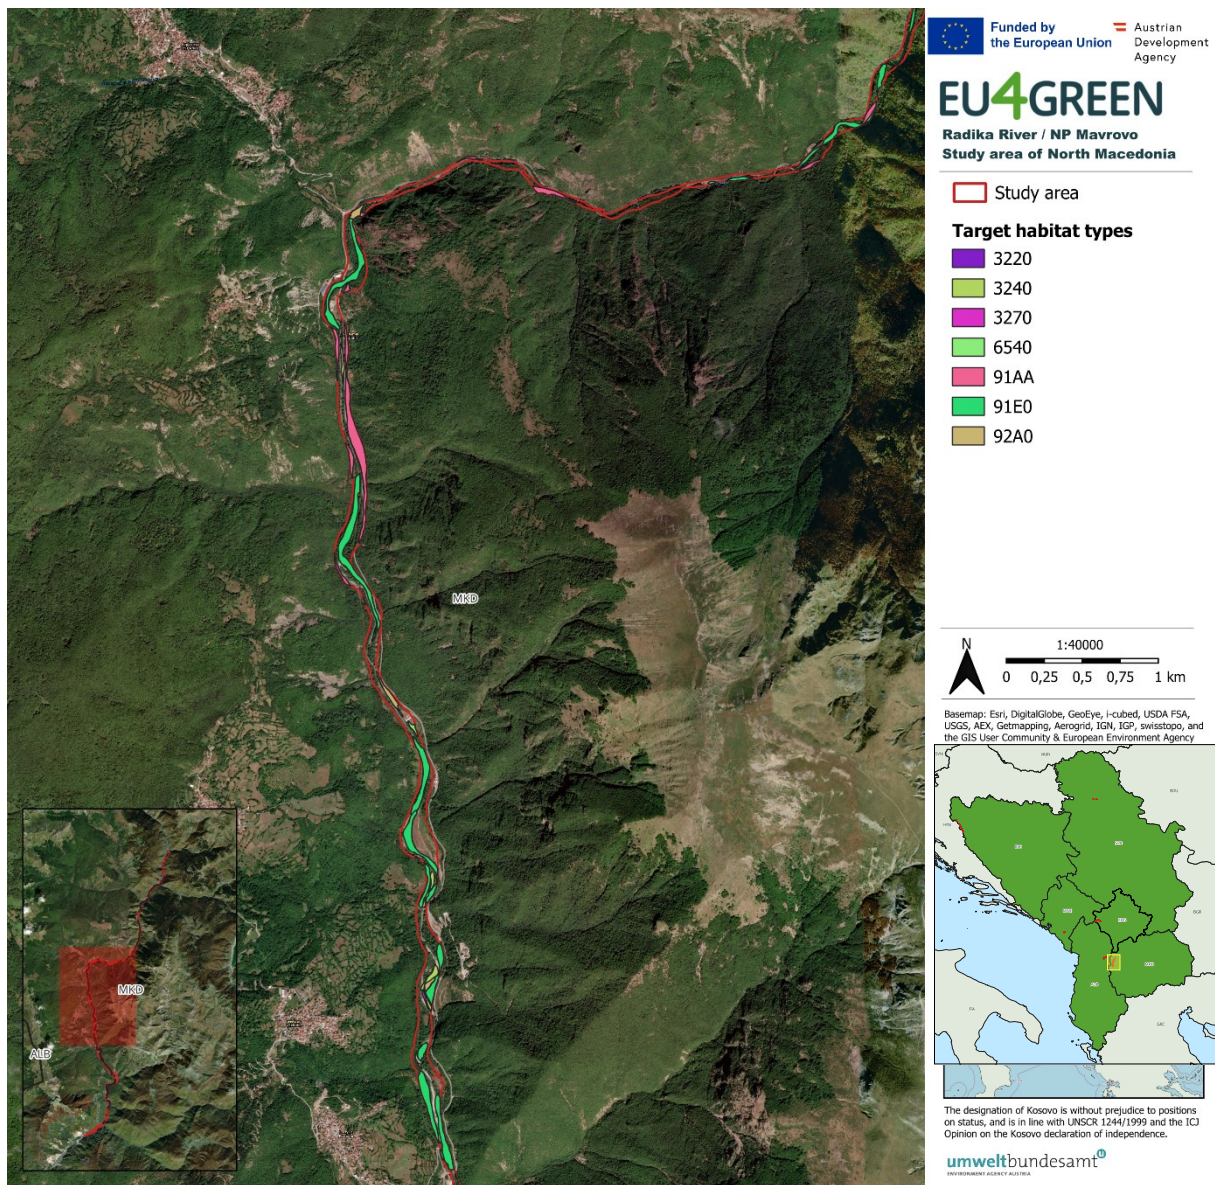 Funded by
the European Union
Austrian
Development
Agency
EU4GREEN
Radika River / NP Mavrovo
Study area of North Macedonia
Study area
Target habitat types
3220
3240
3270
6540
91AA
91E0
92A0
MKD
N
1:40000
0 0,25 0,5 0,75 1 km
Basemap: Esri, DigitalGlobe, GeoEye, i-cubed, USDA FSA,
USGS, AEX, Getmapping, Aerogrid, IGN, IGP, swisstopo, and
the GIS User Community & European Environment Agency
MKD
ALB
The designation of Kosovo is without prejudice to positions
on status, and is in line with UNSCR 1244/1999 and the ICJ
Opinion on the Kosovo declaration of independence.
umweltbundesamt
ENVIRONMENT AGENCY AUSTRIA